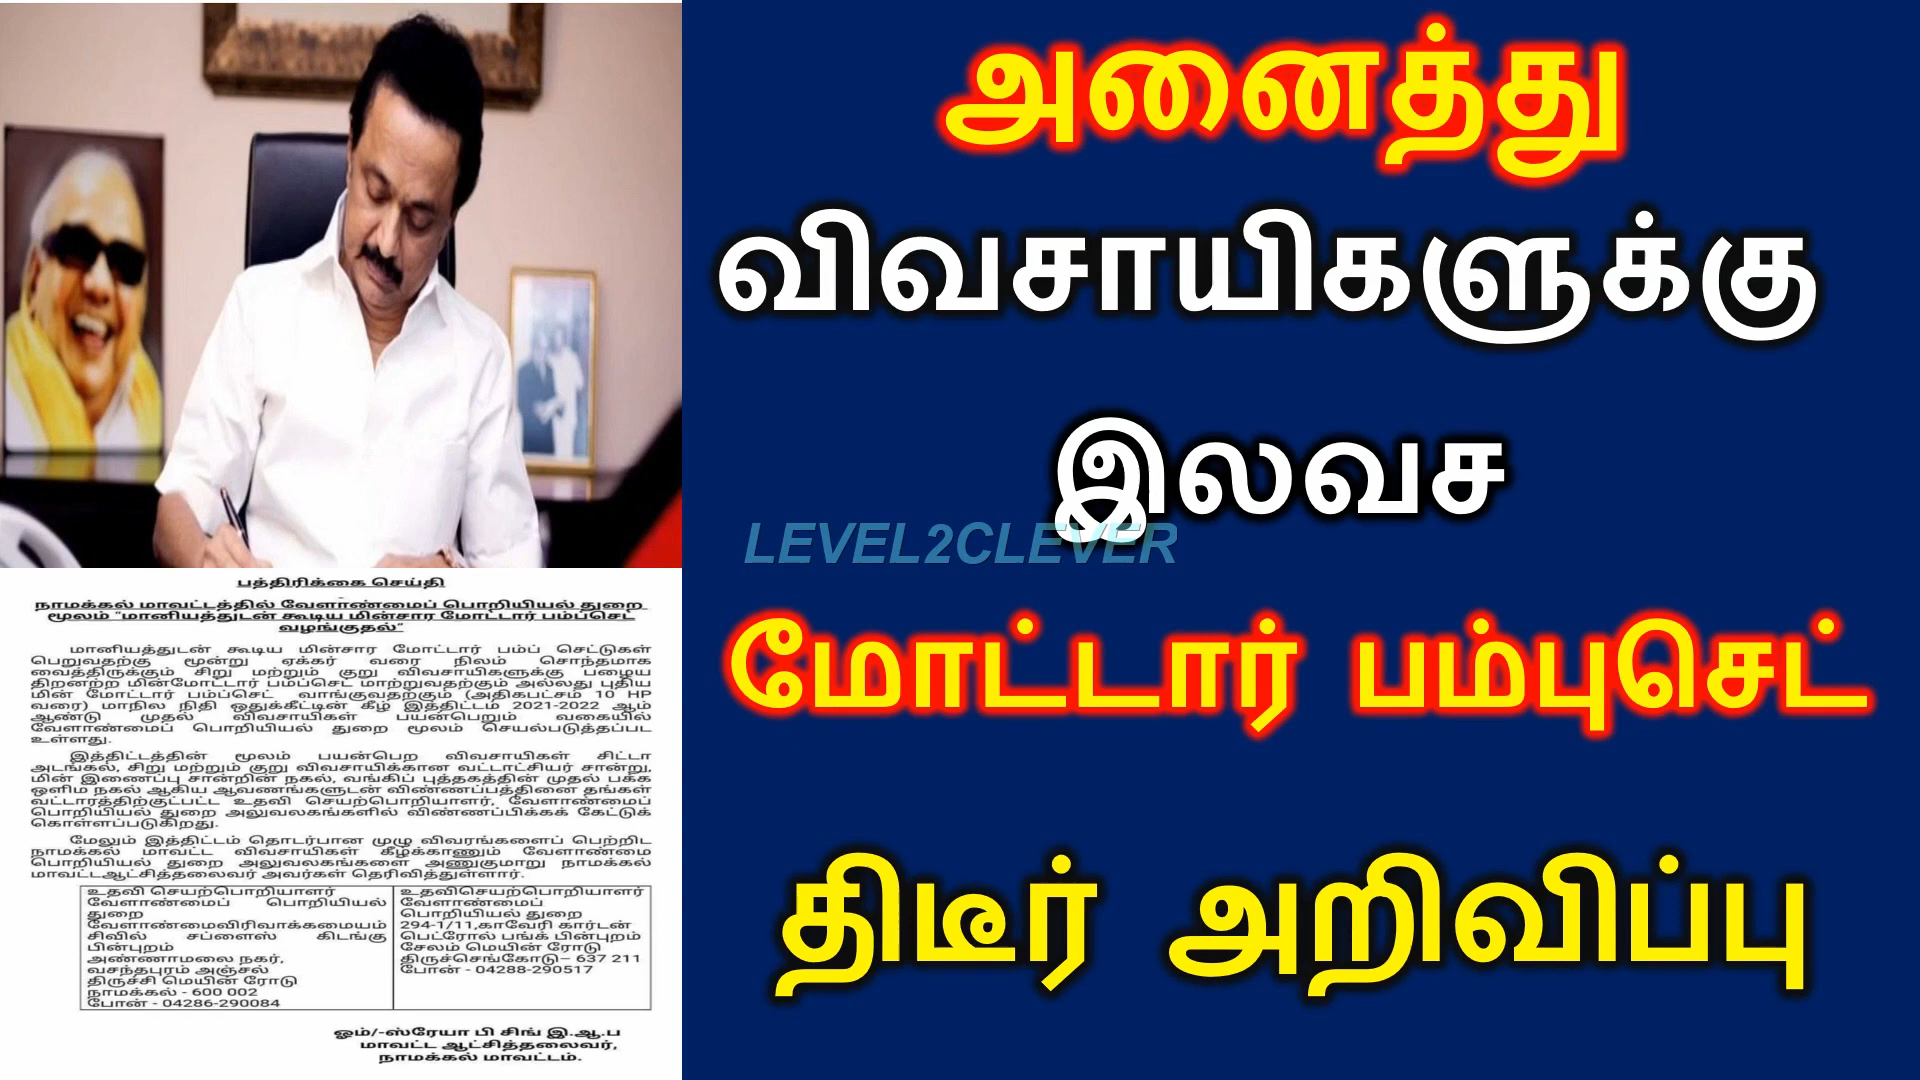 அனைத்து
விவசாயிகளுக்கு
இலவச
LEVEL2CLEVER
மோட்டார் பம்புசெட்
திடீர் அறிவிப்பு
பத்திரிக்கை செய்தி
நாமக்கல் மாவட்டத்தில் வேளாண்மைப் பொறியியல் துறை
மூலம் “மானியத்துடன் கூடிய மின்சார மோட்டார் பம்ப்செட்
வழங்குதல்”
மானியத்துடன் கூடிய மின்சார மோட்டார் பம்ப் செட்டுகள்
பெறுவதற்கு மூன்று ஏக்கர் வரை நிலம் சொந்தமாக
வைத்திருக்கும் சிறு மற்றும் குறு விவசாயிகளுக்கு பழைய
திறனற்ற மின்மோட்டார் பம்ப்செட் மாற்றுவதற்கும் அல்லது புதிய
மின் மோட்டார் பம்ப்செட் வாங்குவதற்கும் (அதிகபட்சம் 10 HP
வரை) மாநில நிதி ஒதுக்கீட்டின் கீழ் இத்திட்டம் 2021-2022 ஆம்
ஆண்டு முதல் விவசாயிகள் பயன்பெறும் வகையில்
வேளாண்மைப் பொறியியல் துறை மூலம் செயல்படுத்தப்பட
உள்ளது.
இத்திட்டத்தின் மூலம் பயன்பெற விவசாயிகள் சிட்டா
அடங்கல், சிறு மற்றும் குறு விவசாயிக்கான வட்டாட்சியர் சான்று,
மின் இணைப்பு சான்றின் நகல், வங்கிப் புத்தகத்தின் முதல் பக்க
ஒளிம நகல் ஆகிய ஆவணங்களுடன் விண்ணப்பத்தினை தங்கள்
வட்டாரத்திற்குட்பட்ட உதவி செயற்பொறியாளர், வேளாண்மைப்
பொறியியல் துறை அலுவலகங்களில் விண்ணப்பிக்கக் கேட்டுக்
கொள்ளப்படுகிறது.
மேலும் இத்திட்டம் தொடர்பான முழு விவரங்களைப் பெற்றிட
நாமக்கல் மாவட்ட விவசாயிகள் கீழ்க்காணும் வேளாண்மை
பொறியியல் துறை அலுவலகங்களை அணுகுமாறு நாமக்கல்
மாவட்டஆட்சித்தலைவர் அவர்கள் தெரிவித்துள்ளார்.
உதவி செயற்பொறியாளர்
வேளாண்மைப் பொறியியல்
துறை
வேளாண்மைவிரிவாக்கமையம்
சிவில் சப்ளைஸ் கிடங்கு
பின்புறம்
அண்ணாமலை நகர்,
வசந்தபுரம் அஞ்சல்
திருச்சி மெயின் ரோடு
நாமக்கல் - 600 002
போன் - 04286-290084
உதவிசெயற்பொறியாளர்
வேளாண்மைப்
பொறியியல் துறை
294-1/11,காவேரி கார்டன்
பெட்ரோல் பங்க் பின்புறம்
சேலம் மெயின் ரோடு
திருச்செங்கோடு– 637 211
போன் - 04288-290517
ஓம்/-ஸ்ரேயா பி சிங் இ.ஆ.ப
மாவட்ட ஆட்சித்தலைவர்,
நாமக்கல் மாவட்டம்.